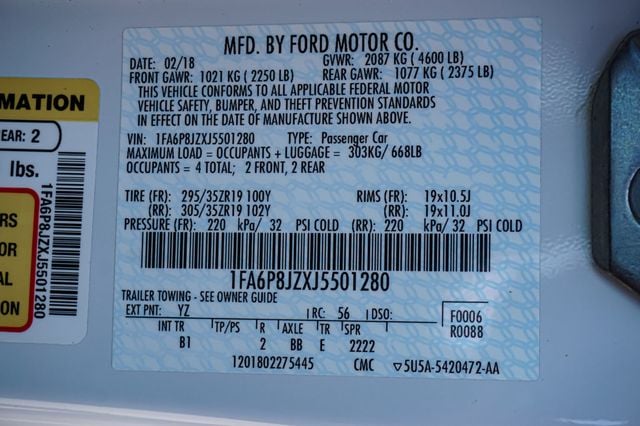 MFD. BY FORD MOTOR CO.
DATE: 02/18 GVWR: 2087 KG ( 4600 LB)
FRONT GAWR: 1021 KG ( 2250 LB) REAR GAWR: 1077 KG ( 2375 LB)
THIS VEHICLE CONFORMS TO ALL APPLICABLE FEDERAL MOTOR
VEHICLE SAFETY, BUMPER, AND THEFT PREVENTION STANDARDS
IN EFFECT ON THE DATE OF MANUFACTURE SHOWN ABOVE.
VIN: 1FA6P8JZXJ5501280 TYPE: Passenger Car
MAXIMUM LOAD = OCCUPANTS + LUGGAGE = 303KG/ 668LB
OCCUPANTS = 4 TOTAL; 2 FRONT, 2 REAR
TIRE (FR): 295/35ZR19 100Y RIMS (FR): 19x10.5J
(RR): 305/35ZR19 102Y (RR): 19x11.0J
PRESSURE (FR): 220 kPa/ 32 PSI COLD (RR): 220 kPa/ 32 PSI COLD
1FA6P8JZXJ5501280
TRAILER TOWING - SEE OWNER GUIDE
EXT PNT: YZ RC: 56 DSO: F0006
R0088
INT TR TP/PS R AXLE TR SPR
B1 2 BB E 2222
1201802275445 CMC ▽5U5A-5420472-AA
RMATION
EAR: 2
lbs.
RS
OR
AL
ION
1FA6P8JZXJ5501280